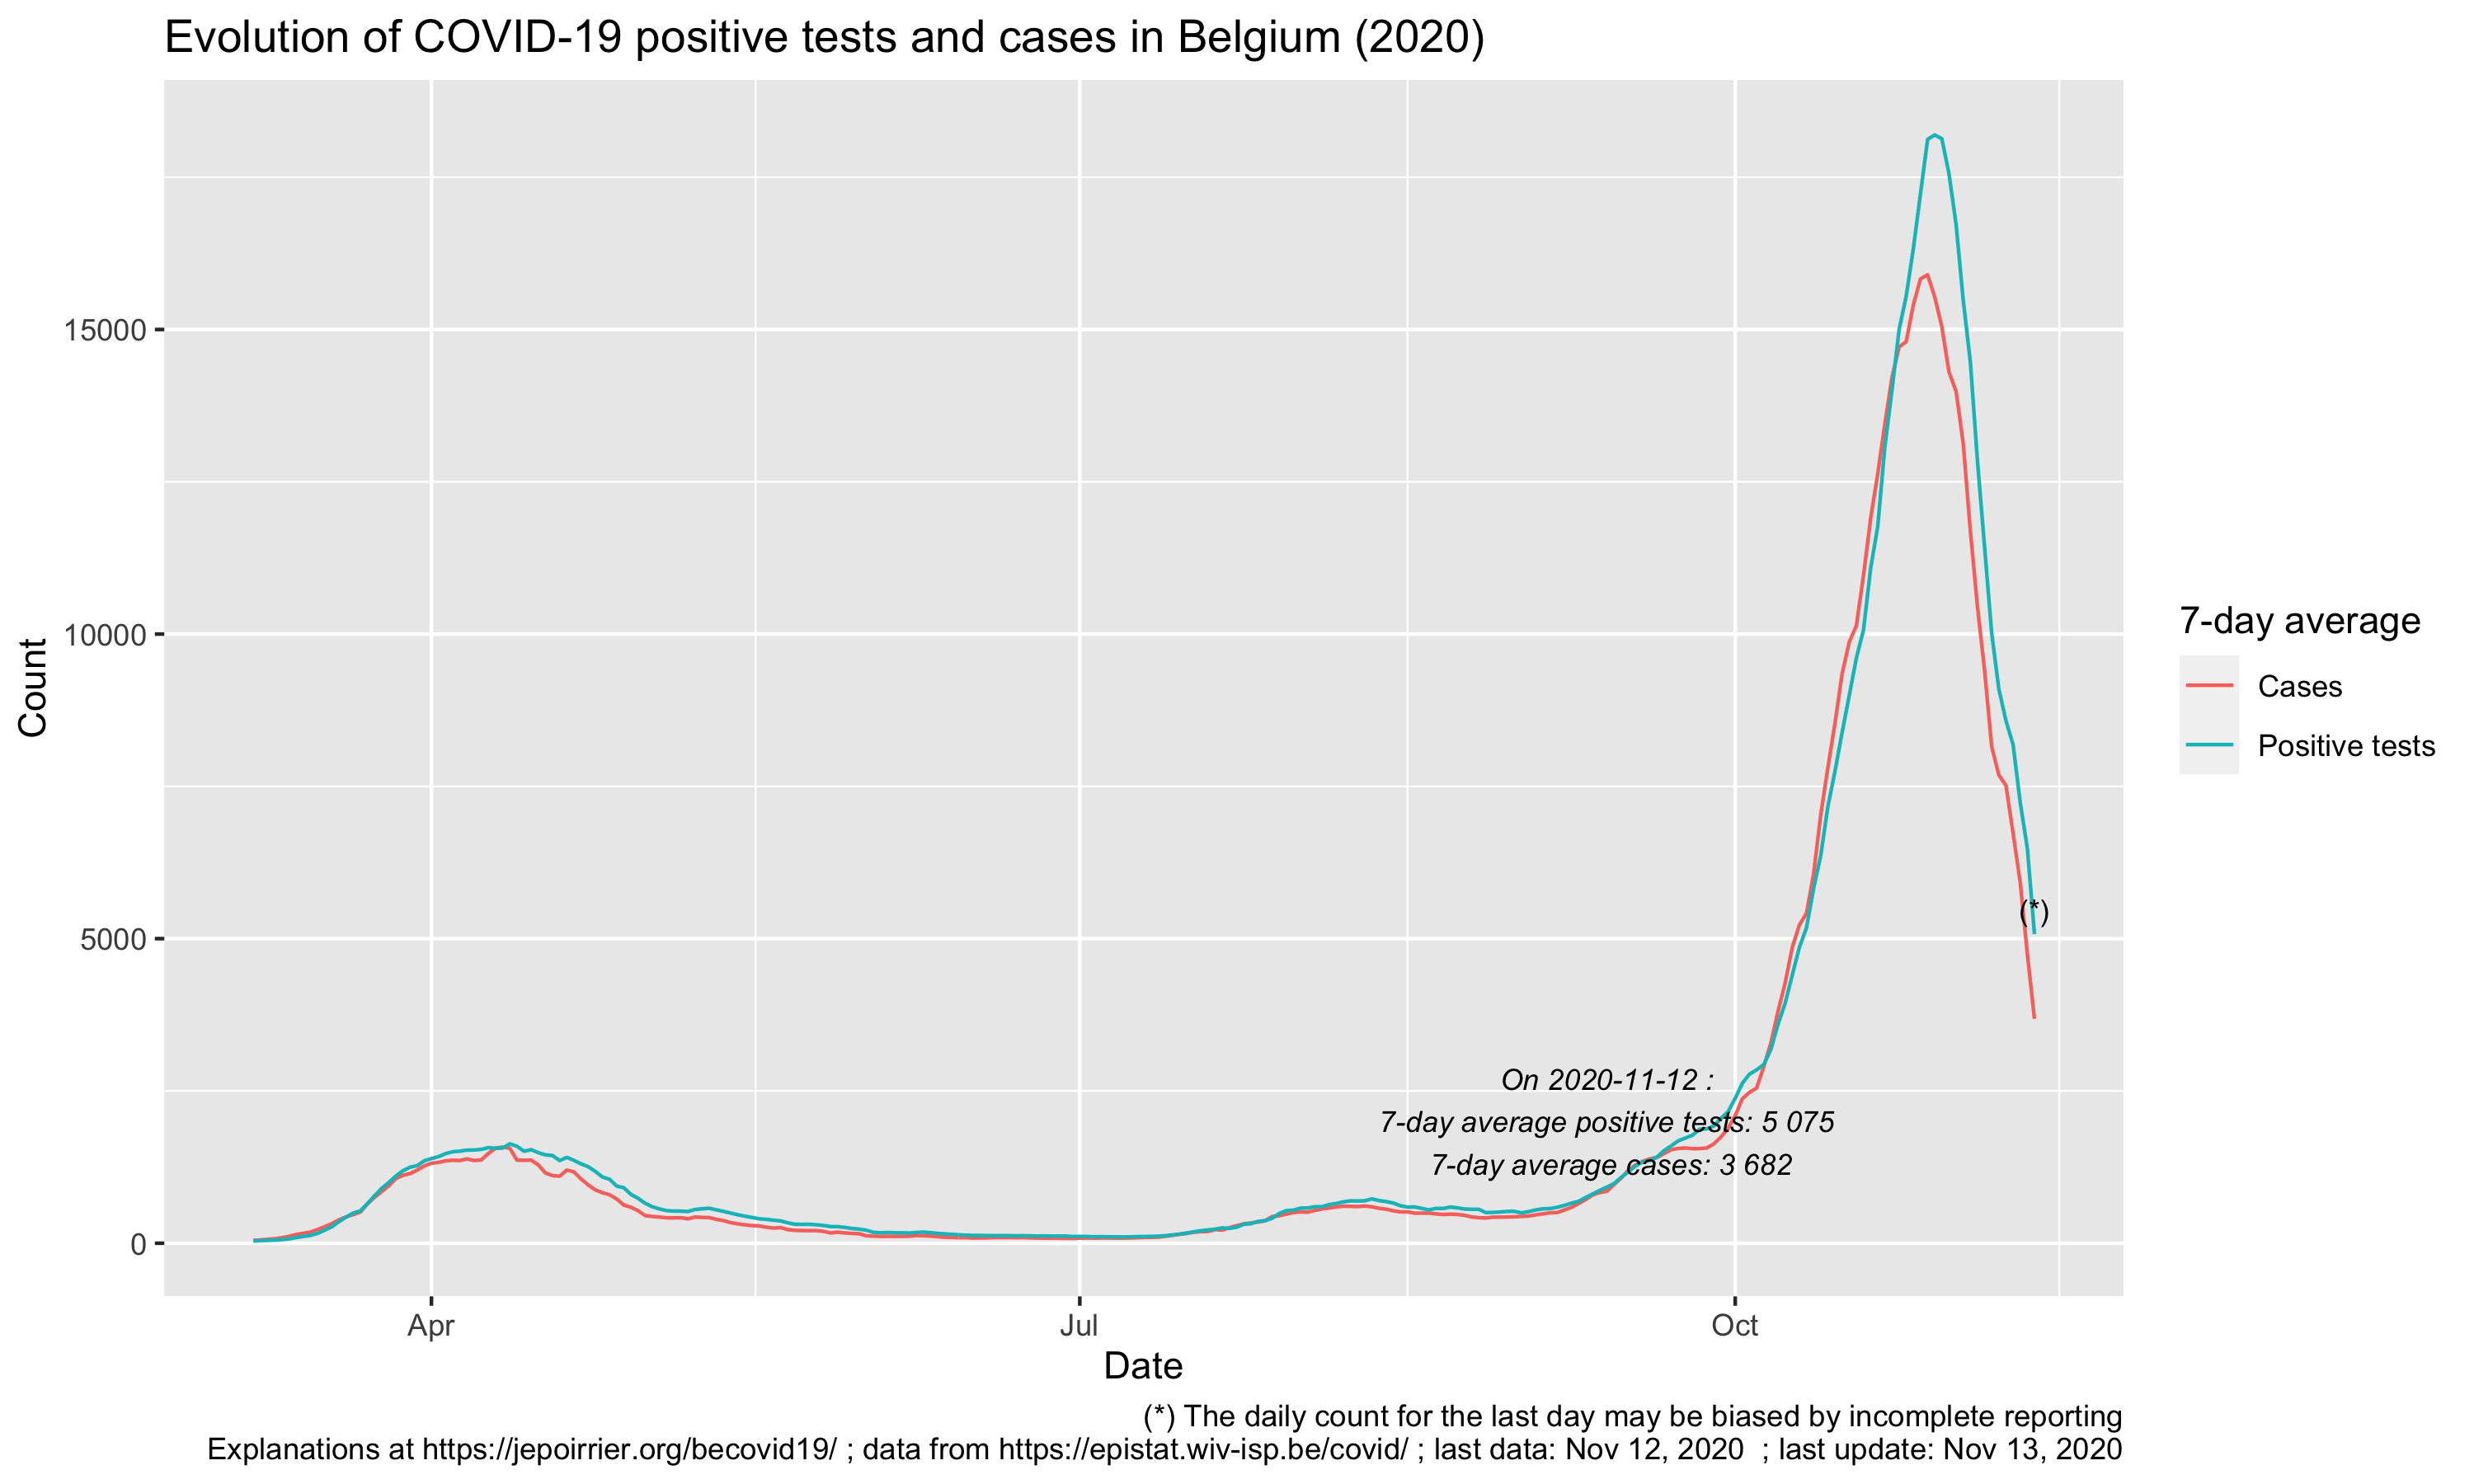 Evolution of COVID-19 positive tests and cases in Belgium (2020)
Count
15000
10000
5000
0
Apr
Jul
Oct
Date
7-day average
Cases
Positive tests
(*)
On 2020-11-12 :
7-day average positive tests: 5 075
7-day average cases: 3 682
(*) The daily count for the last day may be biased by incomplete reporting
Explanations at https://jepoirrier.org/becovid19/ ; data from https://epistat.wiv-isp.be/covid/ ; last data: Nov 12, 2020  ; last update: Nov 13, 2020